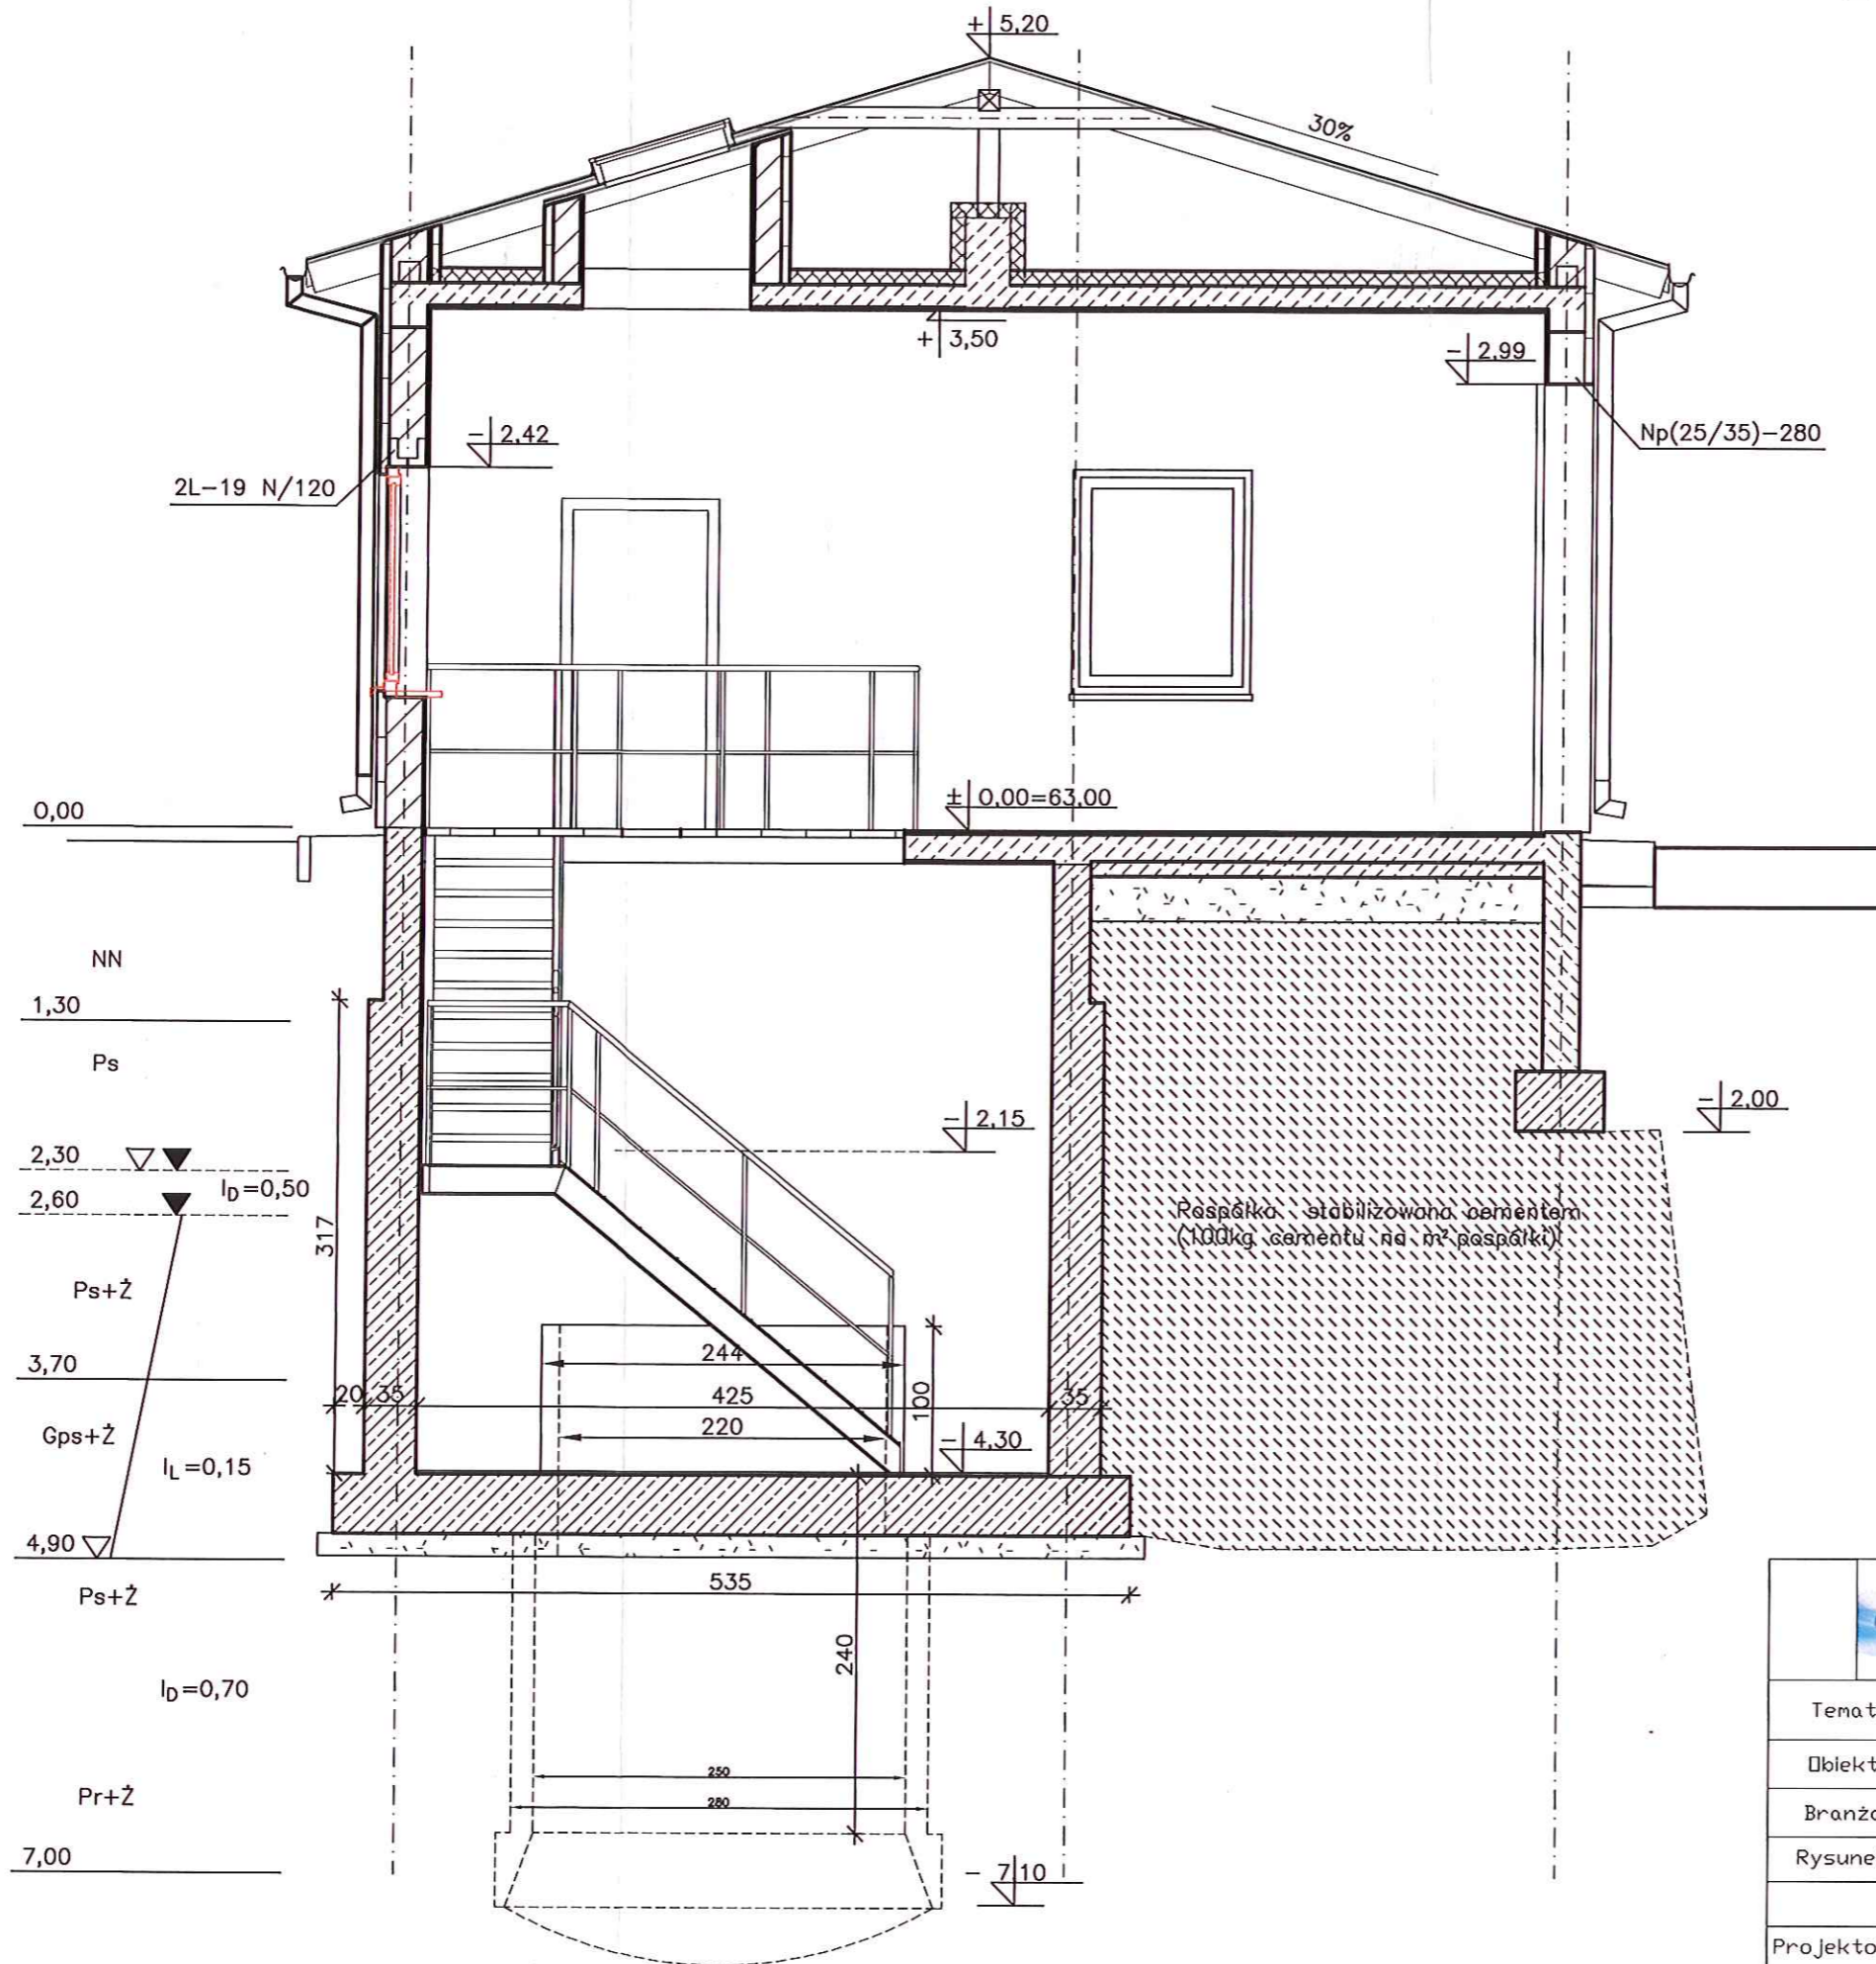 + 5,20
30%
+ 3,50
- 2,99
- 2,42
Np(25/35)-280
2L-19 N/120
0,00
± 0,00=63,00
NN
1,30
Ps
- 2,15
- 2,00
2,30
I_D=0,50
2,60
Pospółka stabilizowana cementem
(100kg cementu na m² pospółki)
317
Ps+Ż
3,70
244
20 35
425
100
35
220
Gps+Ż
- 4,30
I_L=0,15
4,90
535
Ps+Ż
240
I_D=0,70
250
280
Pr+Ż
7,00
- 7,10
Temat
Obiekt
Branża
Rysune
Projekto